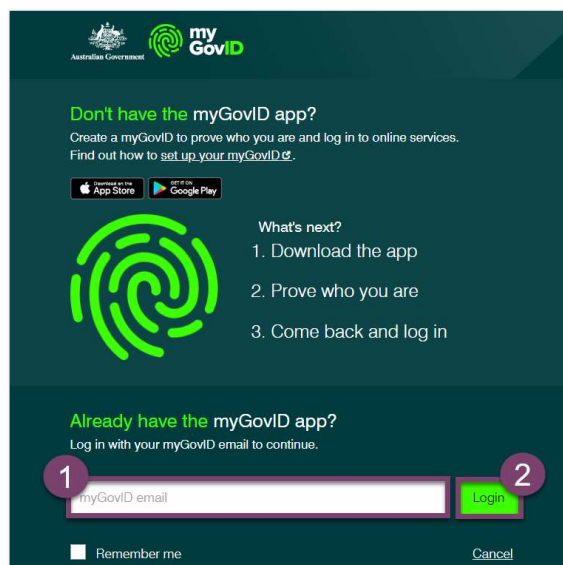 Australian Government
my
GovID
Don't have the myGovID app?
Create a myGovID to prove who you are and log in to online services.
Find out how to set up your myGovID.
Download on the
App Store
GET IT ON
Google Play
What's next?
1. Download the app
2. Prove who you are
3. Come back and log in
Already have the myGovID app?
Log in with your myGovID email to continue.
1
2
myGovID email
Login
Remember me
Cancel